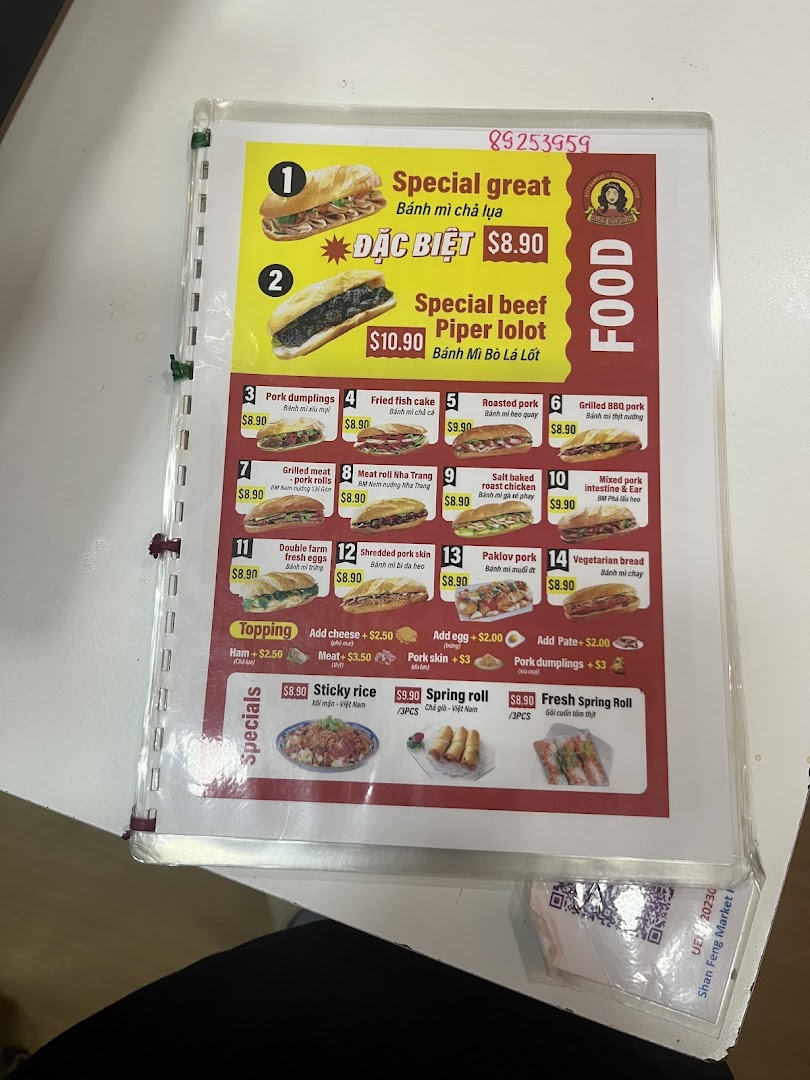 89253959
1
Special great
Bánh mì chả lụa
ĐẶC BIỆT $8.90
2
Special beef
Piper lolot
$10.90
Bánh Mì Bò Lá Lốt
FOOD
3 Pork dumplings
Bánh mì xíu mại
$8.90
4 Fried fish cake
Bánh mì chả cá
$8.90
5 Roasted pork
Bánh mì heo quay
$9.90
6 Grilled BBQ pork
Bánh mì thịt nướng
$8.90
7 Grilled meat
- pork rolls
BM Nem nướng Sài Gòn
$8.90
8 Meat roll Nha Trang
BM Nem nướng Nha Trang
$8.90
9 Salt baked
roast chicken
Bánh mì gà xé phay
$8.90
10 Mixed pork
intestine & Ear
BM Phá lấu heo
$9.90
11 Double farm
fresh eggs
Bánh mì trứng
$8.90
12 Shredded pork skin
Bánh mì bì da heo
$8.90
13 Paklov pork
Bánh mì muối ớt
$8.90
14 Vegetarian bread
Bánh mì chay
$8.90
Topping
Add cheese + $2.50
(phô mai)
Add egg + $2.00
(trứng)
Add Pate + $2.00
Ham + $2.50
(Chả lụa)
Meat + $3.50
(thịt)
Pork skin + $3
(da lợn)
Pork dumplings + $3
(xíu mại)
Specials
$8.90 Sticky rice
Xôi mặn - Việt Nam
$9.90 Spring roll
/3PCS Chả giò - Việt Nam
$8.90 Fresh Spring Roll
/3PCS Gỏi cuốn tôm thịt
Shan Feng Market